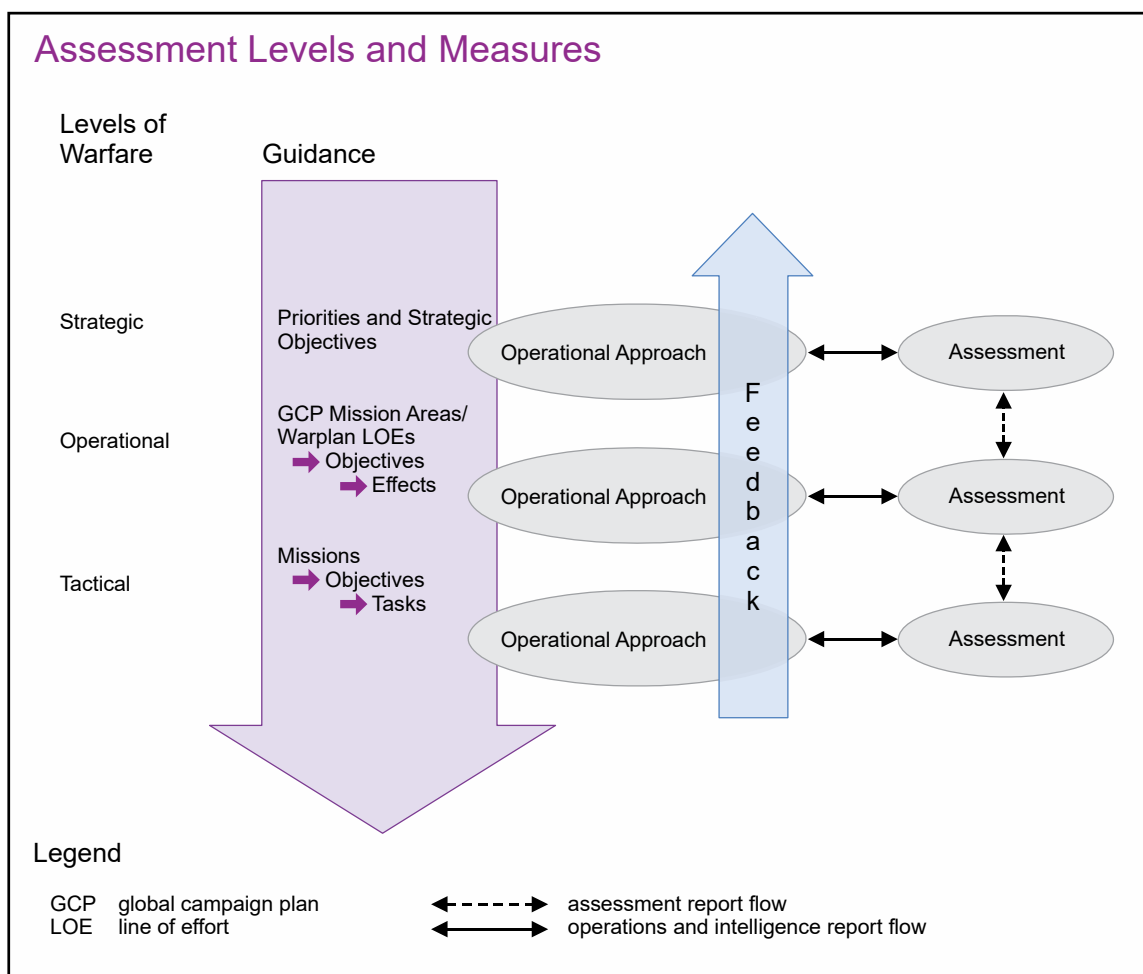 Assessment Levels and Measures
Levels of
Warfare
Guidance
Strategic
Priorities and Strategic
Objectives
Operational Approach
Assessment
Operational
GCP Mission Areas/
Warplan LOEs
Objectives
Effects
Operational Approach
Assessment
Tactical
Missions
Objectives
Tasks
Operational Approach
Assessment
Feedback
Legend
GCP global campaign plan
LOE line of effort
assessment report flow
operations and intelligence report flow